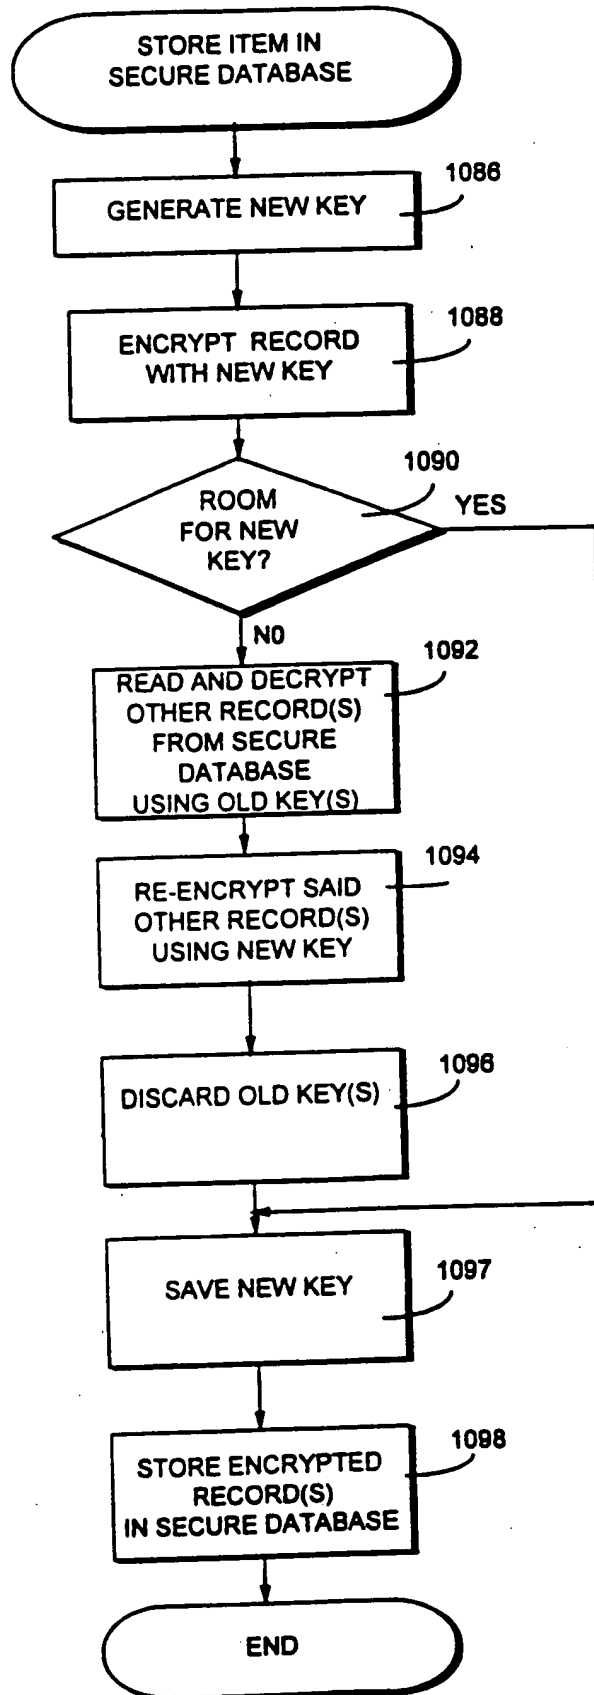 STORE ITEM IN
SECURE DATABASE
1086
GENERATE NEW KEY
1088
ENCRYPT RECORD
WITH NEW KEY
1090
ROOM
FOR NEW
KEY?
YES
NO
1092
READ AND DECRYPT
OTHER RECORD(S)
FROM SECURE
DATABASE
USING OLD KEY(S)
1094
RE-ENCRYPT SAID
OTHER RECORD(S)
USING NEW KEY
1096
DISCARD OLD KEY(S)
1097
SAVE NEW KEY
1098
STORE ENCRYPTED
RECORD(S)
IN SECURE DATABASE
END